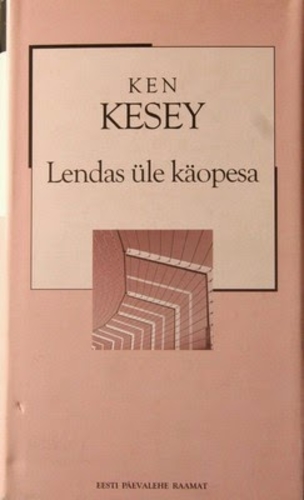 KEN
KESEY
Lendas üle käopesa
EESTI PÄEVALEHE RAAMAT